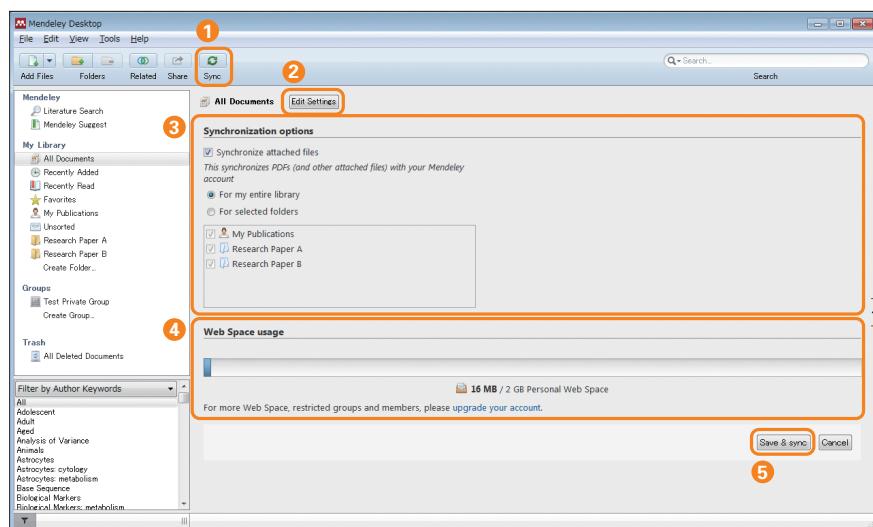 Mendeley Desktop
File Edit View Tools Help
1
Add Files Folders Related Share Sync
Search...
Search
2
Mendeley
Literature Search
Mendeley Suggest
My Library
All Documents
Recently Added
Recently Read
Favorites
My Publications
Unsorted
Research Paper A
Research Paper B
Create Folder...
Groups
Test Private Group
Create Group...
Trash
All Deleted Documents
Filter by Author Keywords
All
Adolescent
Adult
Aged
Analysis of Variance
Animals
Astrocytes
Astrocytes: cytology
Astrocytes: metabolism
Base Sequence
Biological Markers
Biological Markers: metabolism
All Documents Edit Settings
3
Synchronization options
Synchronize attached files
This synchronizes PDFs (and other attached files) with your Mendeley
account
For my entire library
For selected folders
My Publications
Research Paper A
Research Paper B
4
Web Space usage
16 MB / 2 GB Personal Web Space
For more Web Space, restricted groups and members, please upgrade your account.
Save & sync Cancel
5